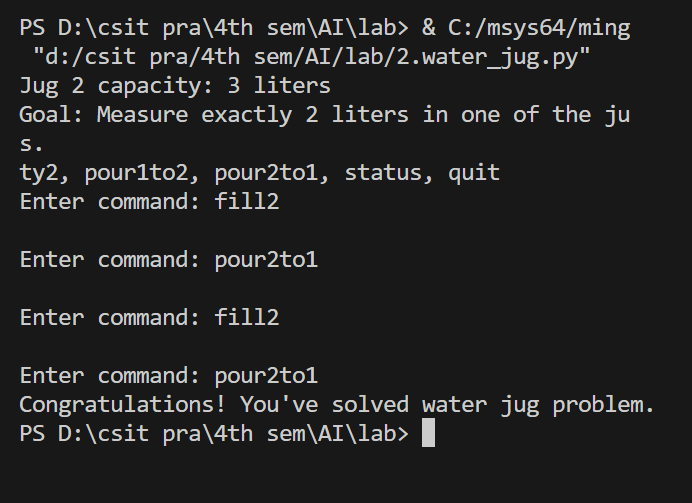 PS D:\csit pra\4th sem\AI\lab> & C:/msys64/ming
"d:/csit pra/4th sem/AI/lab/2.water_jug.py"
Jug 2 capacity: 3 liters
Goal: Measure exactly 2 liters in one of the ju
s.
ty2, pour1to2, pour2to1, status, quit
Enter command: fill2
Enter command: pour2to1
Enter command: fill2
Enter command: pour2to1
Congratulations! You've solved water jug problem.
PS D:\csit pra\4th sem\AI\lab>